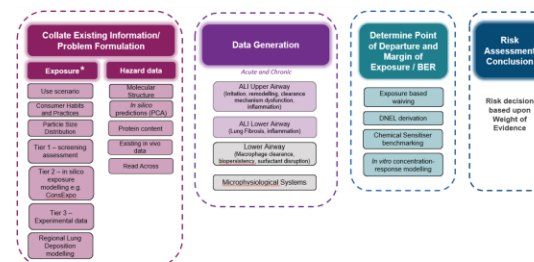 Collate Existing Information/
Problem Formulation
Exposure*
Use scenario
Consumer Habits
and Practices
Particle Size
Distribution
Tier 1 – screening
assessment
Tier 2 – in silico
exposure
modelling e.g.
ConsExpo
Tier 3 –
Experimental data
Regional Lung
Deposition
modelling
Hazard data
Molecular
Structure
In silico
predictions (PCA)
Protein content
Existing in vivo
data
Read Across
Data Generation
Acute and Chronic
ALI Upper Airway
(Irritation, remodelling, clearance
mechanism dysfunction,
inflammation)
ALI Lower Airway
(Lung Fibrosis, inflammation)
Lower Airway
(Macrophage clearance,
biopersistency, surfactant disruption)
Microphysiological Systems
Determine Point
of Departure and
Margin of
Exposure / BER
Exposure based
waiving
DNEL derivation
Chemical Sensitiser
benchmarking
In vitro concentration-
response modelling
Risk
Assessment
Conclusion
Risk decision
based upon
Weight of
Evidence